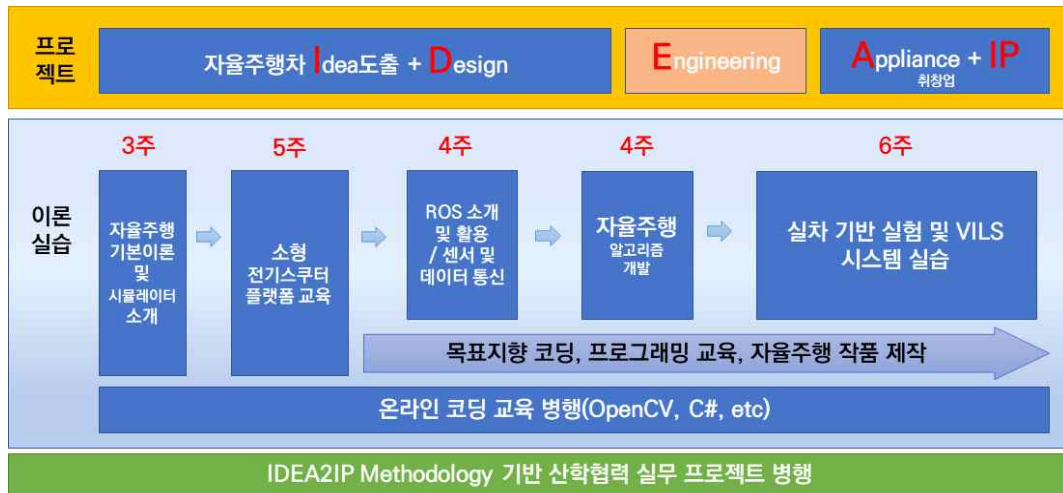 프로
젝트
자율주행차 Idea도출 + Design
Engineering
Appliance + IP
취창업
이론
실습
3주
5주
4주
4주
6주
자율주행
기본이론
및
시뮬레이터
소개
소형
전기스쿠터
플랫폼 교육
ROS 소개
및 활용
/ 센서 및
데이터 통신
자율주행
알고리즘
개발
실차 기반 실험 및 VILS
시스템 실습
목표지향 코딩, 프로그래밍 교육, 자율주행 작품 제작
온라인 코딩 교육 병행(OpenCV, C#, etc)
IDEA2IP Methodology 기반 산학협력 실무 프로젝트 병행